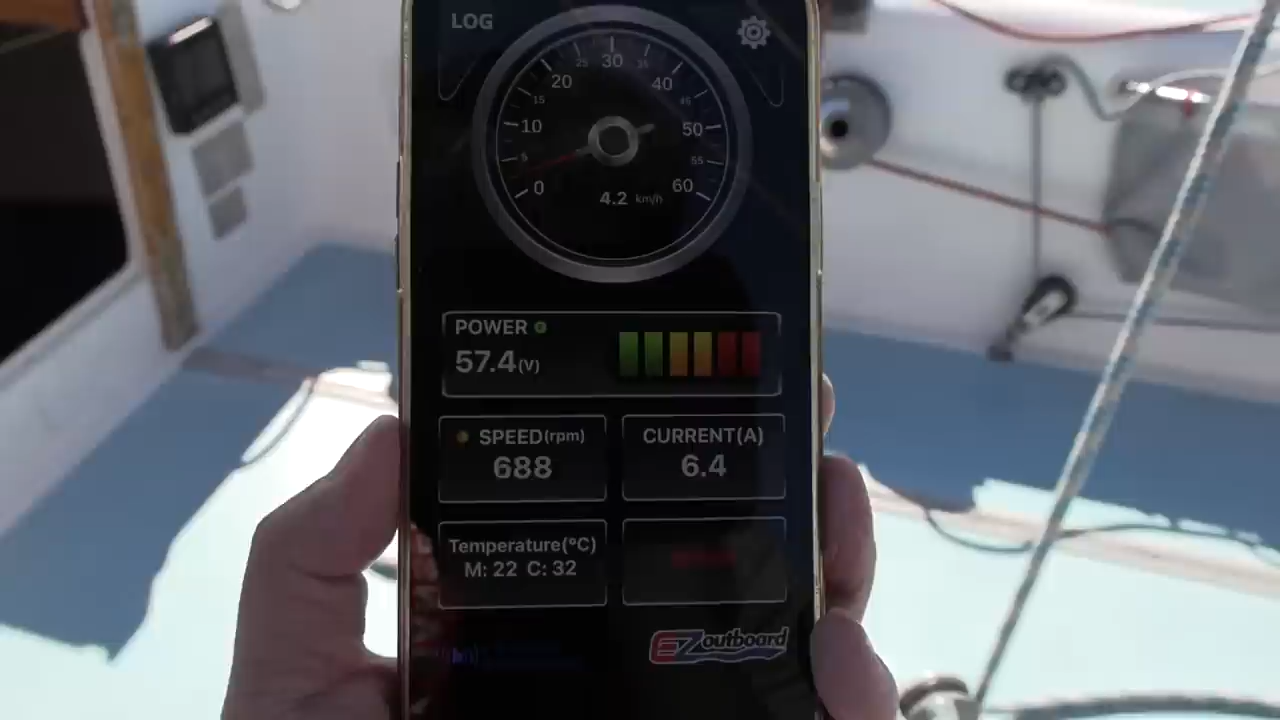 LOG
0
5
10
15
20
25
30
35
40
45
50
55
60
4.2 km/h
POWER
57.4(V)
SPEED(rpm)
688
CURRENT(A)
6.4
Temperature(°C)
M: 22 C: 32
EZoutboard